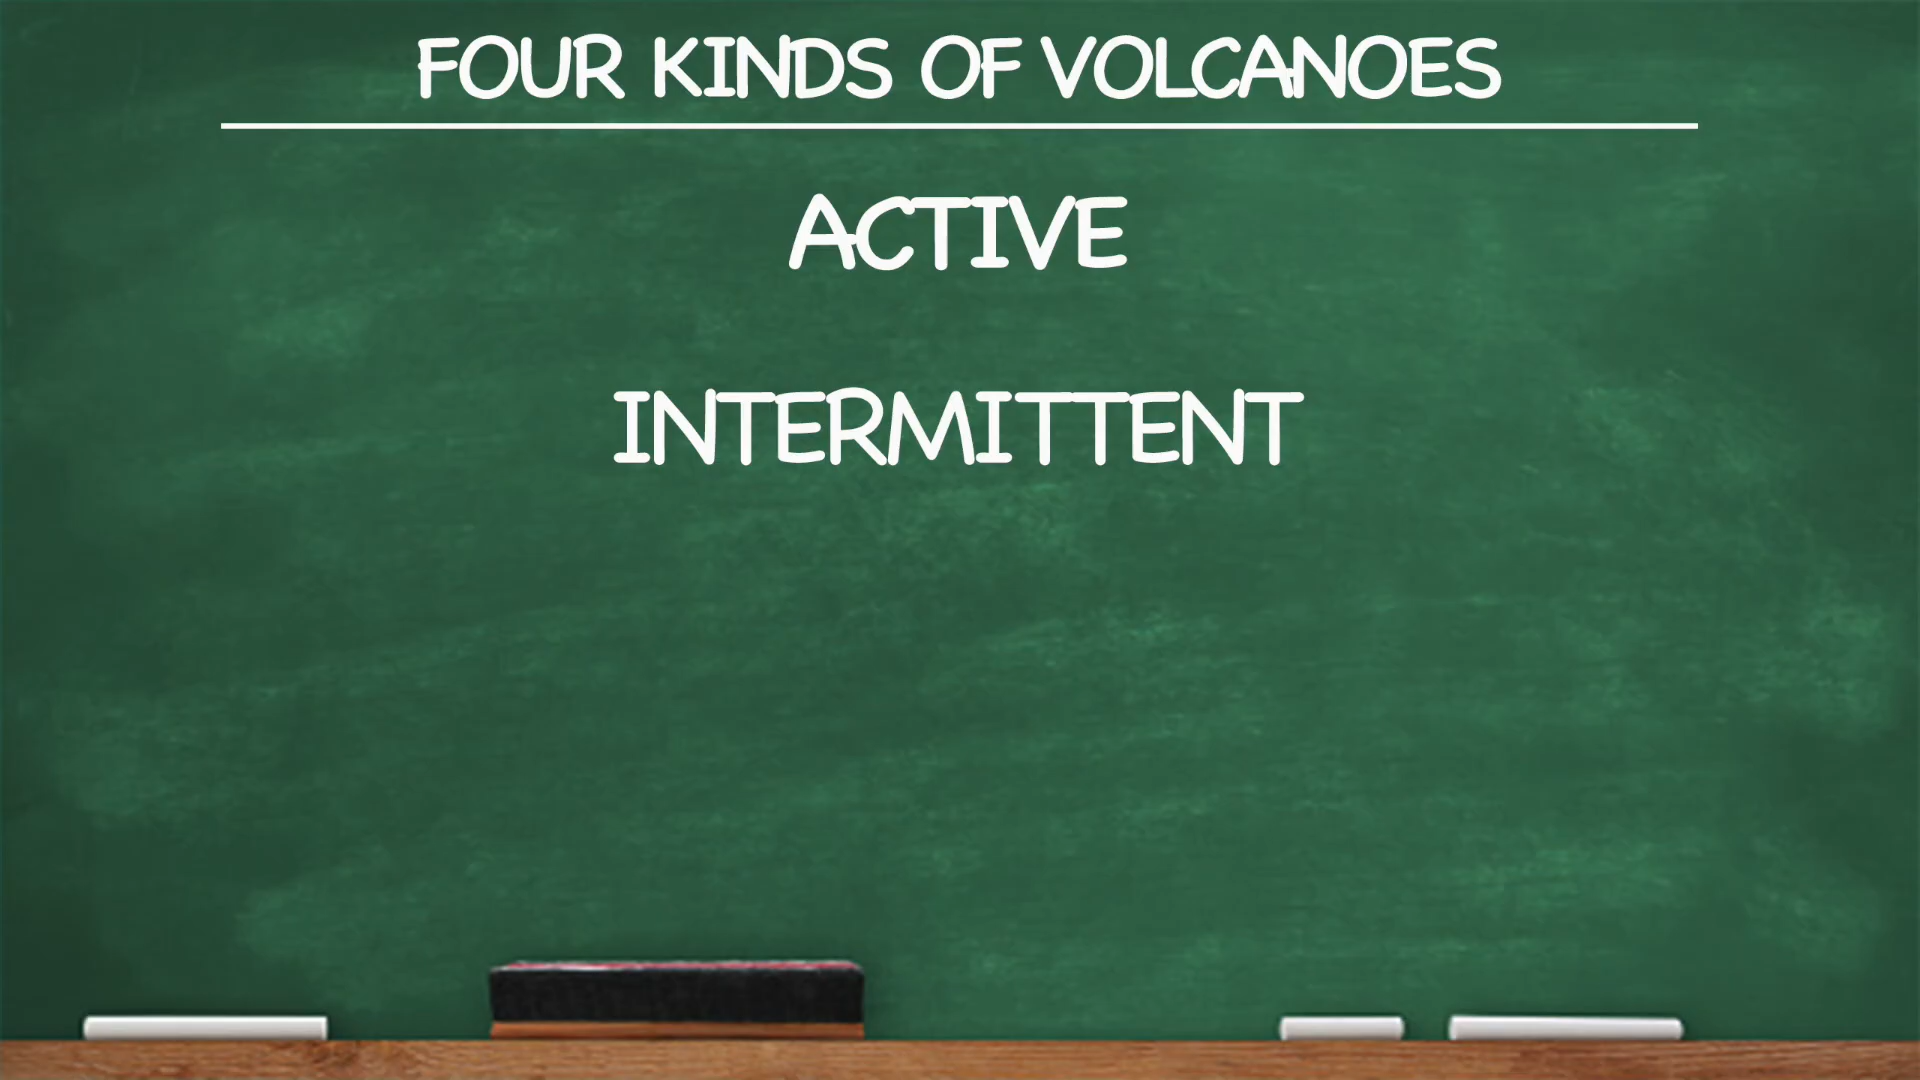 FOUR KINDS OF VOLCANOES
ACTIVE
INTERMITTENT